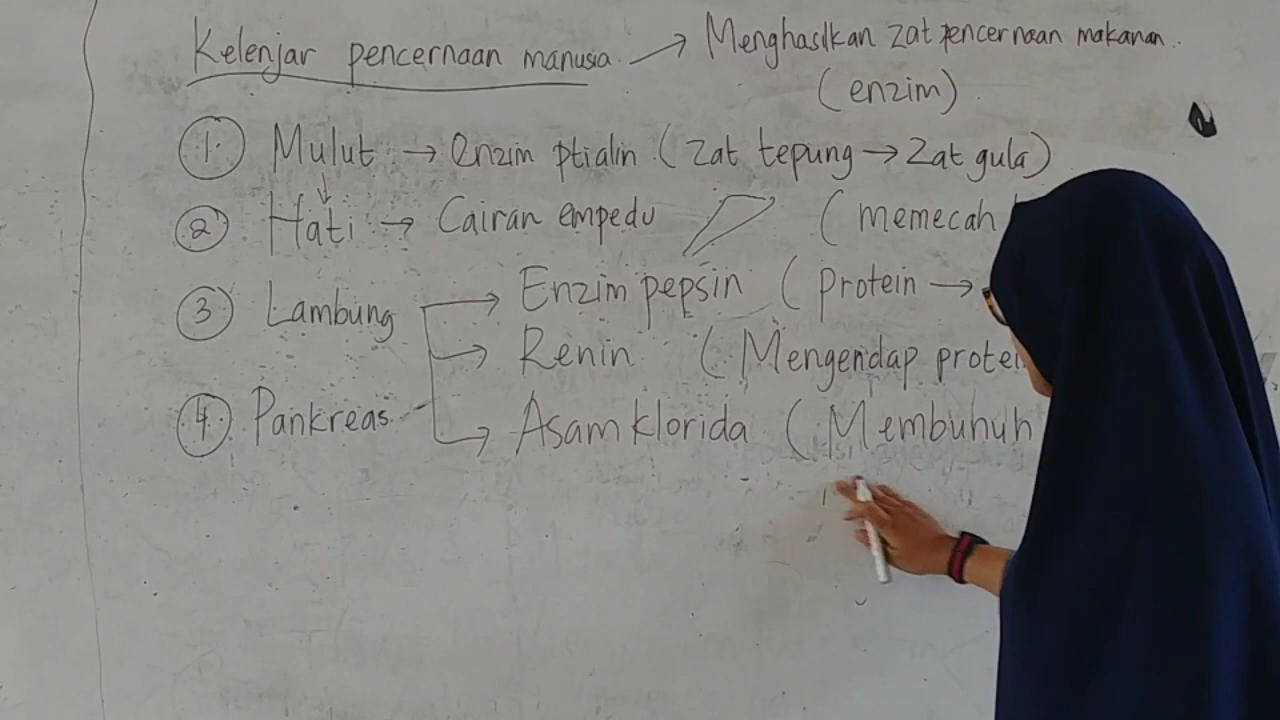 Kelenjar pencernaan manusia → Menghasilkan zat pencernaan makanan..
(enzim)
1. Mulut → enzim ptialin (Zat tepung → Zat gula)
2 Hati → Cairan empedu (memecah
3 Lambung → Enzim pepsin (protein →
→ Renin (Mengendap protei
4. Pankreas → Asam klorida (Membunuh